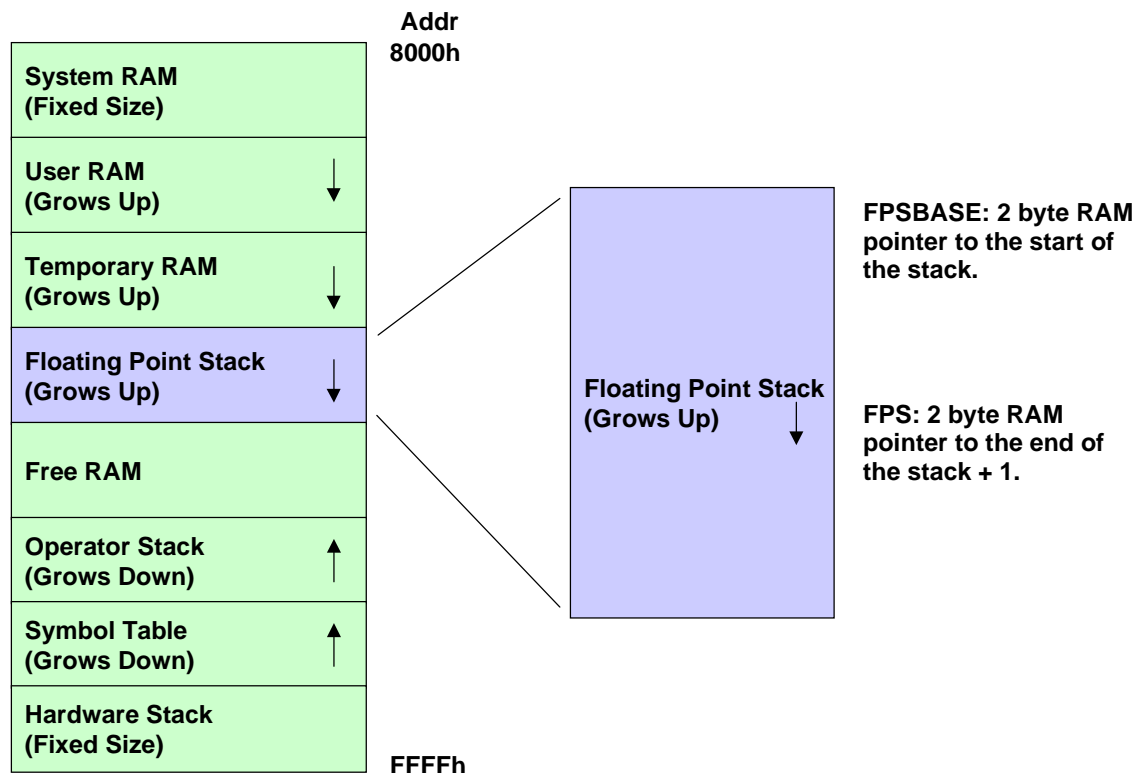 Addr
8000h
System RAM
(Fixed Size)
User RAM
(Grows Up)
Temporary RAM
(Grows Up)
Floating Point Stack
(Grows Up)
Free RAM
Operator Stack
(Grows Down)
Symbol Table
(Grows Down)
Hardware Stack
(Fixed Size)
FFFFh
Floating Point Stack
(Grows Up)
FPSBASE: 2 byte RAM
pointer to the start of
the stack.
FPS: 2 byte RAM
pointer to the end of
the stack + 1.